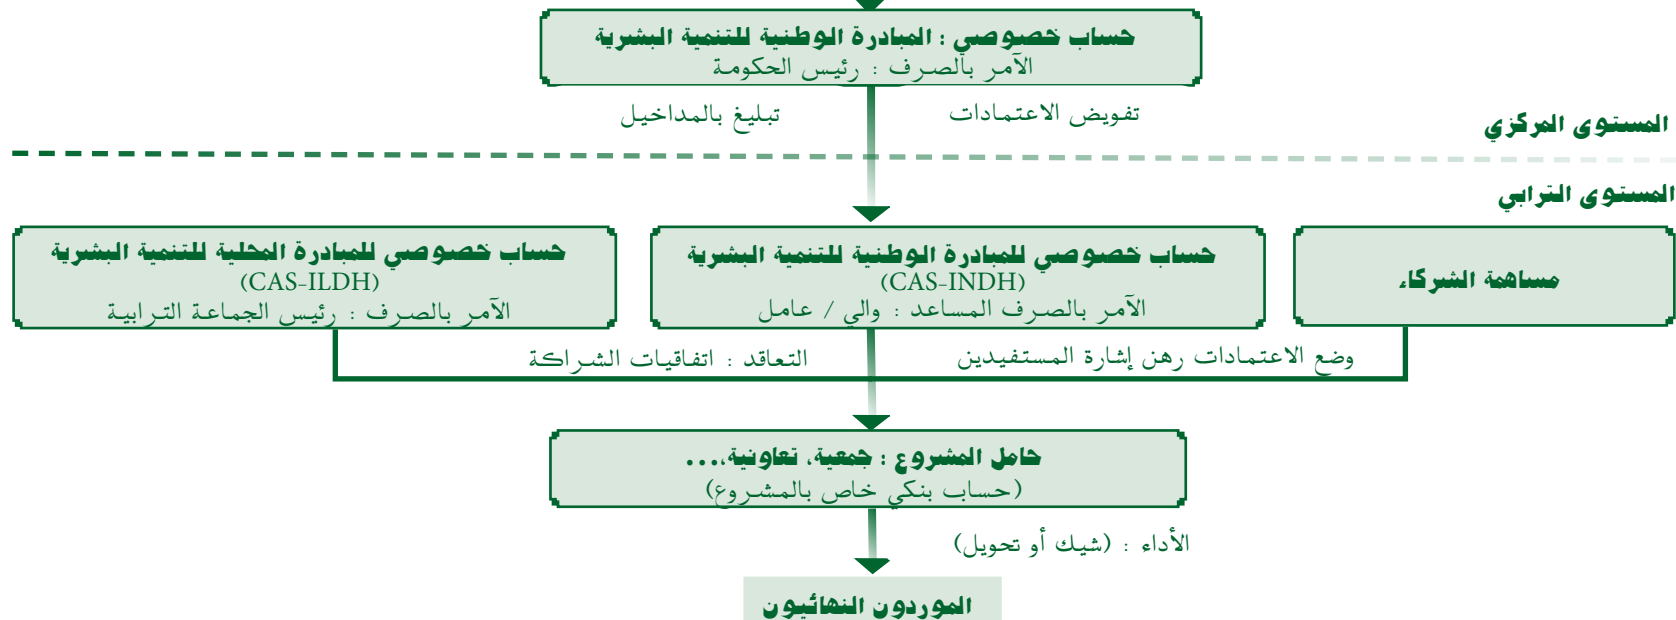 حساب خصوصي : المبادرة الوطنية للتنمية البشرية
الآمر بالصرف : رئيس الحكومة
تفويض الاعتمادات
تبليغ بالمداخيل
المستوى المركزي
المستوى الترابي
مساهمة الشركاء
حساب خصوصي للمبادرة الوطنية للتنمية البشرية
(CAS-INDH)
الآمر بالصرف المساعد : والي / عامل
حساب خصوصي للمبادرة المحلية للتنمية البشرية
(CAS-ILDH)
الآمر بالصرف : رئيس الجماعة الترابية
وضع الاعتمادات رهن إشارة المستفيدين
التعاقد : اتفاقيات الشراكة
حامل المشروع : جمعية، تعاونية،...
(حساب بنكي خاص بالمشروع)
الأداء : (شيك أو تحويل)
الموردون النهائيون